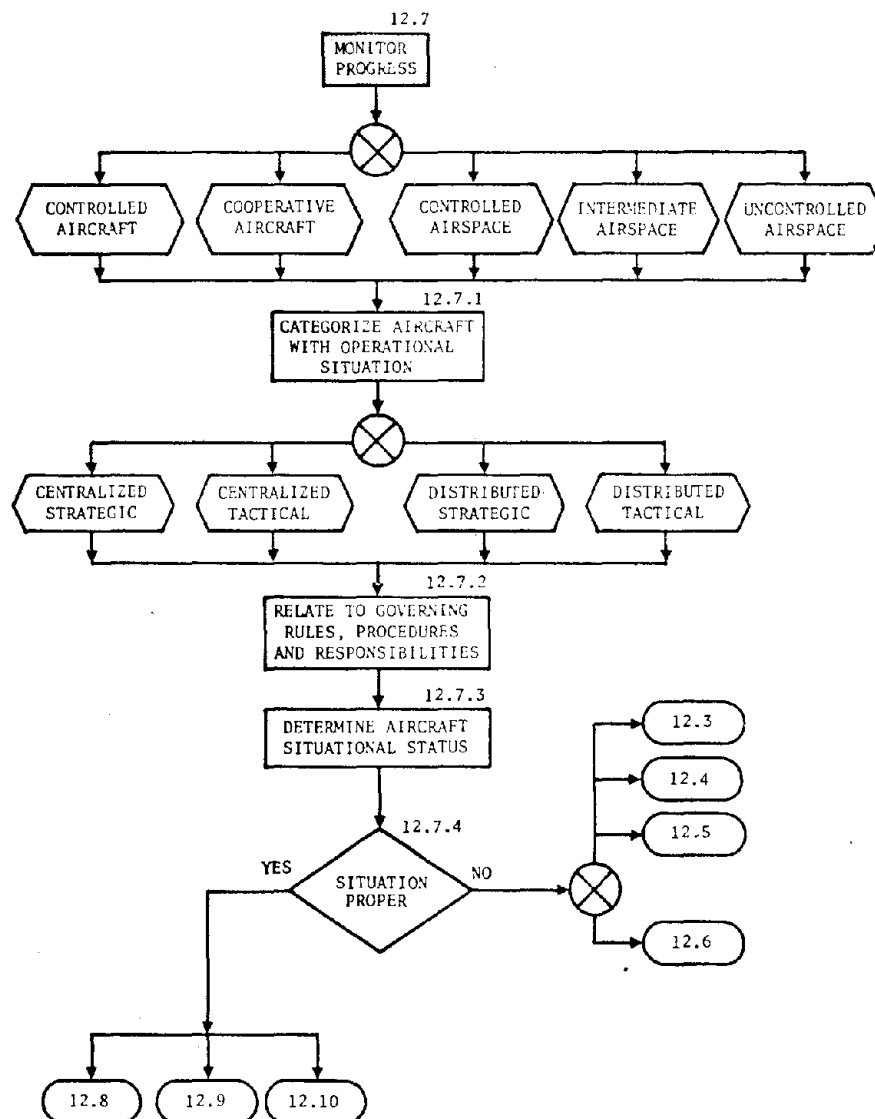 12.7
MONITOR
PROGRESS
CONTROLLED
AIRCRAFT
COOPERATIVE
AIRCRAFT
CONTROLLED
AIRSPACE
INTERMEDIATE
AIRSPACE
UNCONTROLLED
AIRSPACE
12.7.1
CATEGORIZE AIRCRAFT
WITH OPERATIONAL
SITUATION
CENTRALIZED
STRATEGIC
CENTRALIZED
TACTICAL
DISTRIBUTED
STRATEGIC
DISTRIBUTED
TACTICAL
12.7.2
RELATE TO GOVERNING
RULES, PROCEDURES
AND RESPONSIBILITIES
12.7.3
DETERMINE AIRCRAFT
SITUATIONAL STATUS
12.3
12.4
12.5
12.7.4
YES
SITUATION
PROPER
NO
12.6
12.8
12.9
12.10